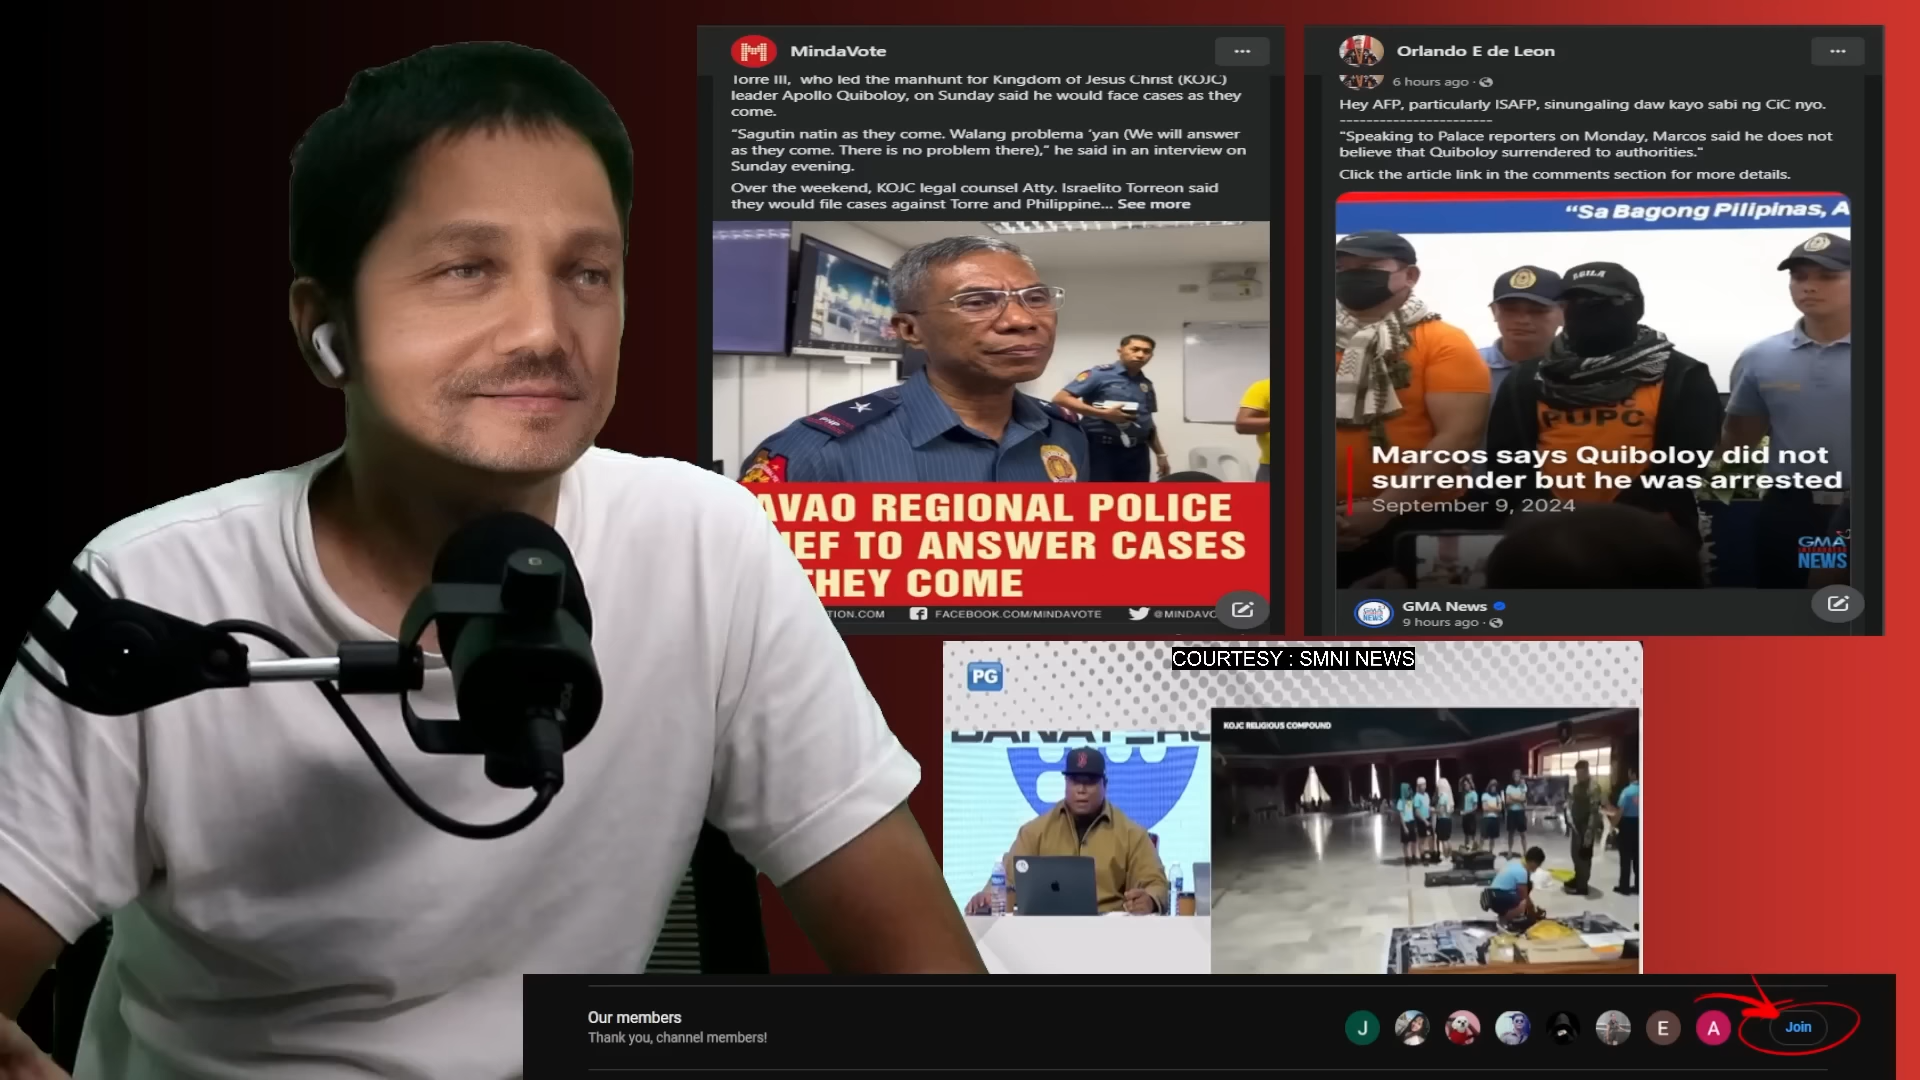 MindaVote
Torre III, who led the manhunt for Kingdom of Jesus Christ (KOJC)
leader Apollo Quiboloy, on Sunday said he would face cases as they
come.
“Sagutin natin as they come. Walang problema ‘yan (We will answer
as they come. There is no problem there),” he said in an interview on
Sunday evening.
Over the weekend, KOJC legal counsel Atty. Israelito Torreon said
they would file cases against Torre and Philippine... See more
PNP
AVAO REGIONAL POLICE
IEF TO ANSWER CASES
THEY COME
TION.COM
FACEBOOK.COM/MINDAVOTE
@MINDAVO
Orlando E de Leon
6 hours ago
Hey AFP, particularly ISAFP, sinungaling daw kayo sabi ng CiC nyo.
-----------------------
"Speaking to Palace reporters on Monday, Marcos said he does not
believe that Quiboloy surrendered to authorities."
Click the article link in the comments section for more details.
“Sa Bagong Pilipinas, A
PUPC
Marcos says Quiboloy did not
surrender but he was arrested
September 9, 2024
GMA
INTEGRATED
NEWS
GMA News
9 hours ago
COURTESY : SMNI NEWS
PG
KOJC RELIGIOUS COMPOUND
Our members
Thank you, channel members!
J
E
A
Join